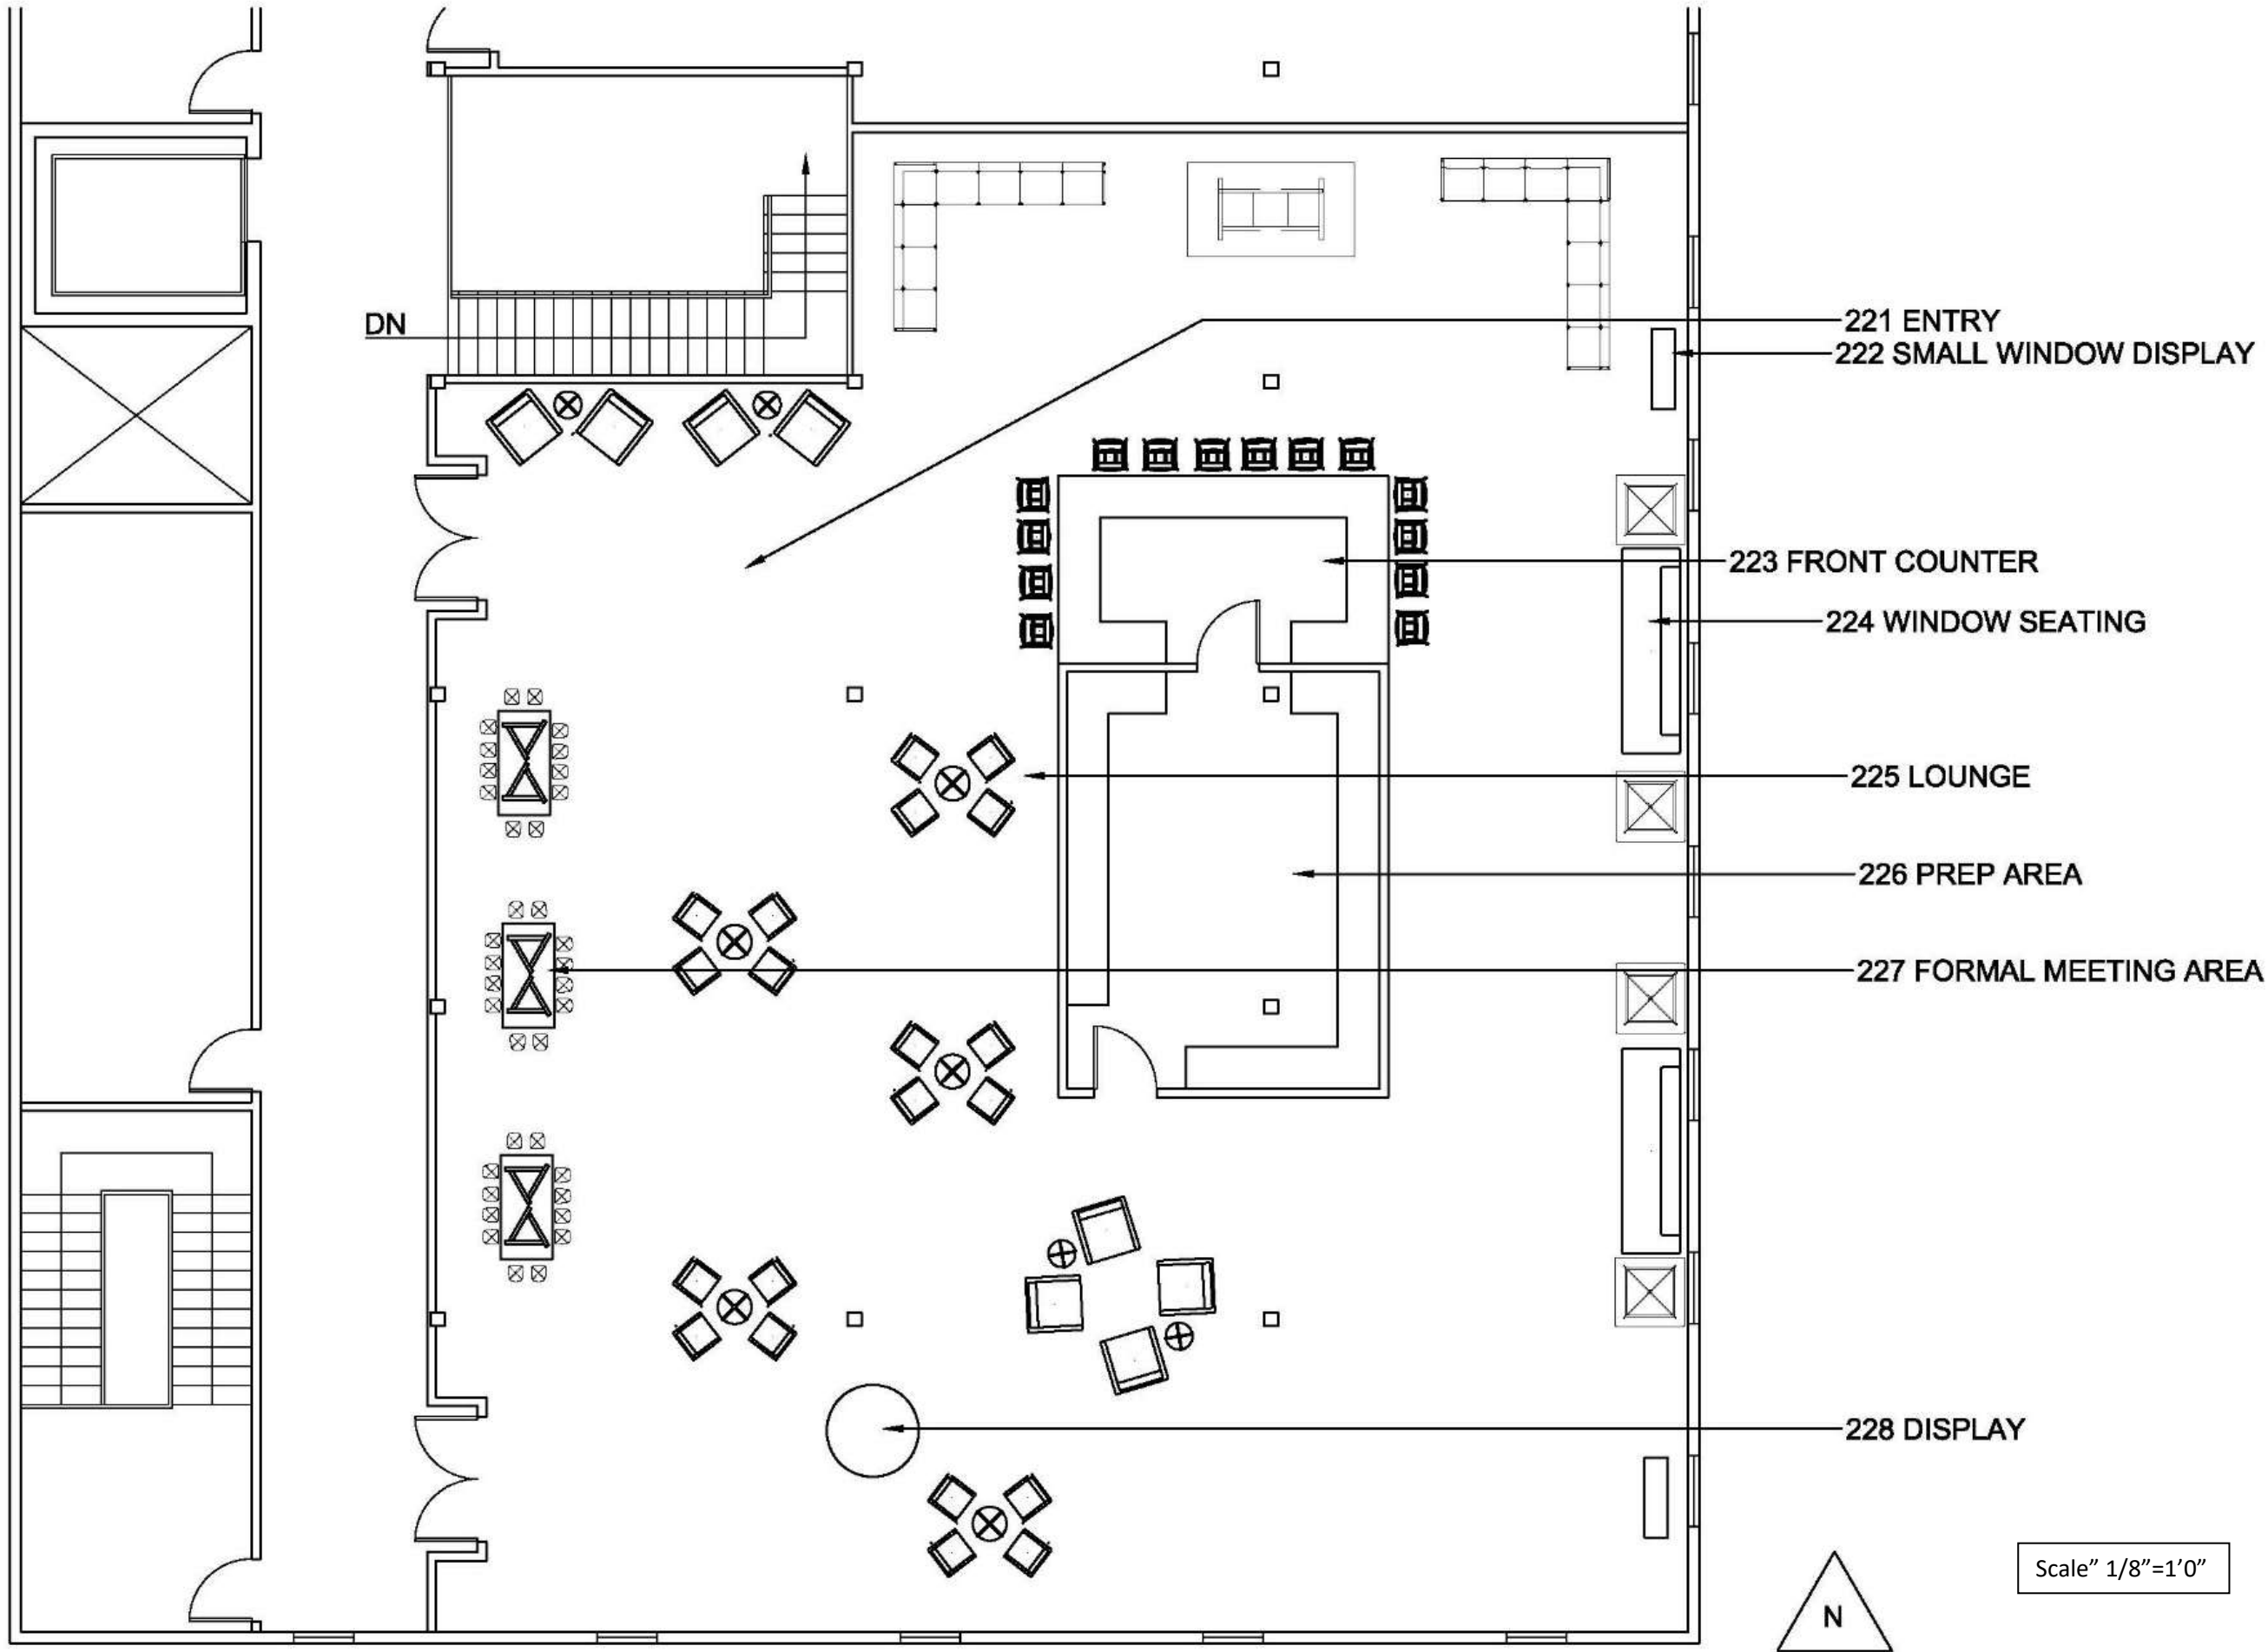 DN
221 ENTRY
222 SMALL WINDOW DISPLAY
223 FRONT COUNTER
224 WINDOW SEATING
225 LOUNGE
226 PREP AREA
227 FORMAL MEETING AREA
228 DISPLAY
Scale” 1/8”=1’0”
N